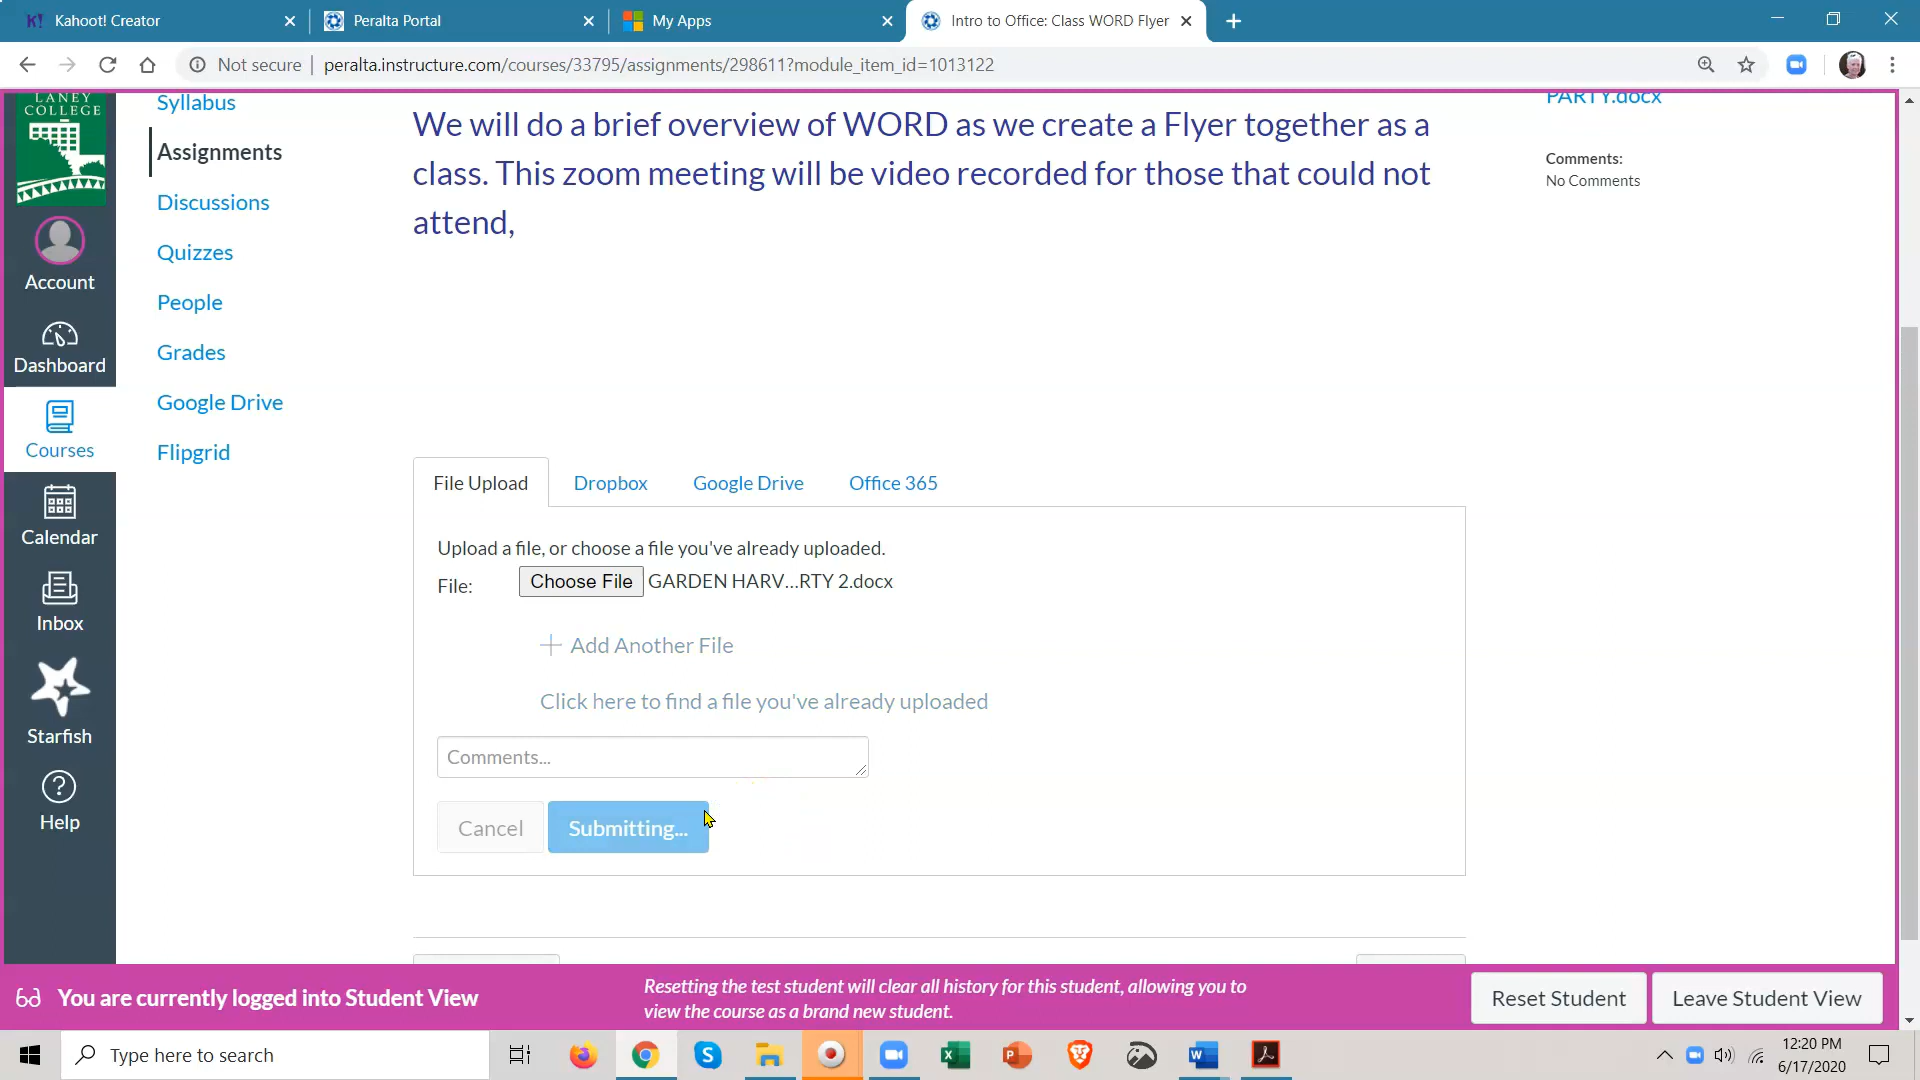 Kahoot! Creator
Peralta Portal
My Apps
Intro to Office: Class WORD Flyer
Not secure
peralta.instructure.com/courses/33795/assignments/298611?module_item_id=1013122
LANEY
COLLEGE
Account
Dashboard
Courses
Calendar
Inbox
Starfish
Help
Syllabus
Assignments
Discussions
Quizzes
People
Grades
Google Drive
Flipgrid
We will do a brief overview of WORD as we create a Flyer together as a
class. This zoom meeting will be video recorded for those that could not
attend,
PARTY.docx
Comments:
No Comments
File Upload
Dropbox
Google Drive
Office 365
Upload a file, or choose a file you've already uploaded.
File:
Choose File
GARDEN HARV...RTY 2.docx
Add Another File
Click here to find a file you've already uploaded
Comments...
Cancel
Submitting...
You are currently logged into Student View
Resetting the test student will clear all history for this student, allowing you to
view the course as a brand new student.
Reset Student
Leave Student View
Type here to search
12:20 PM
6/17/2020